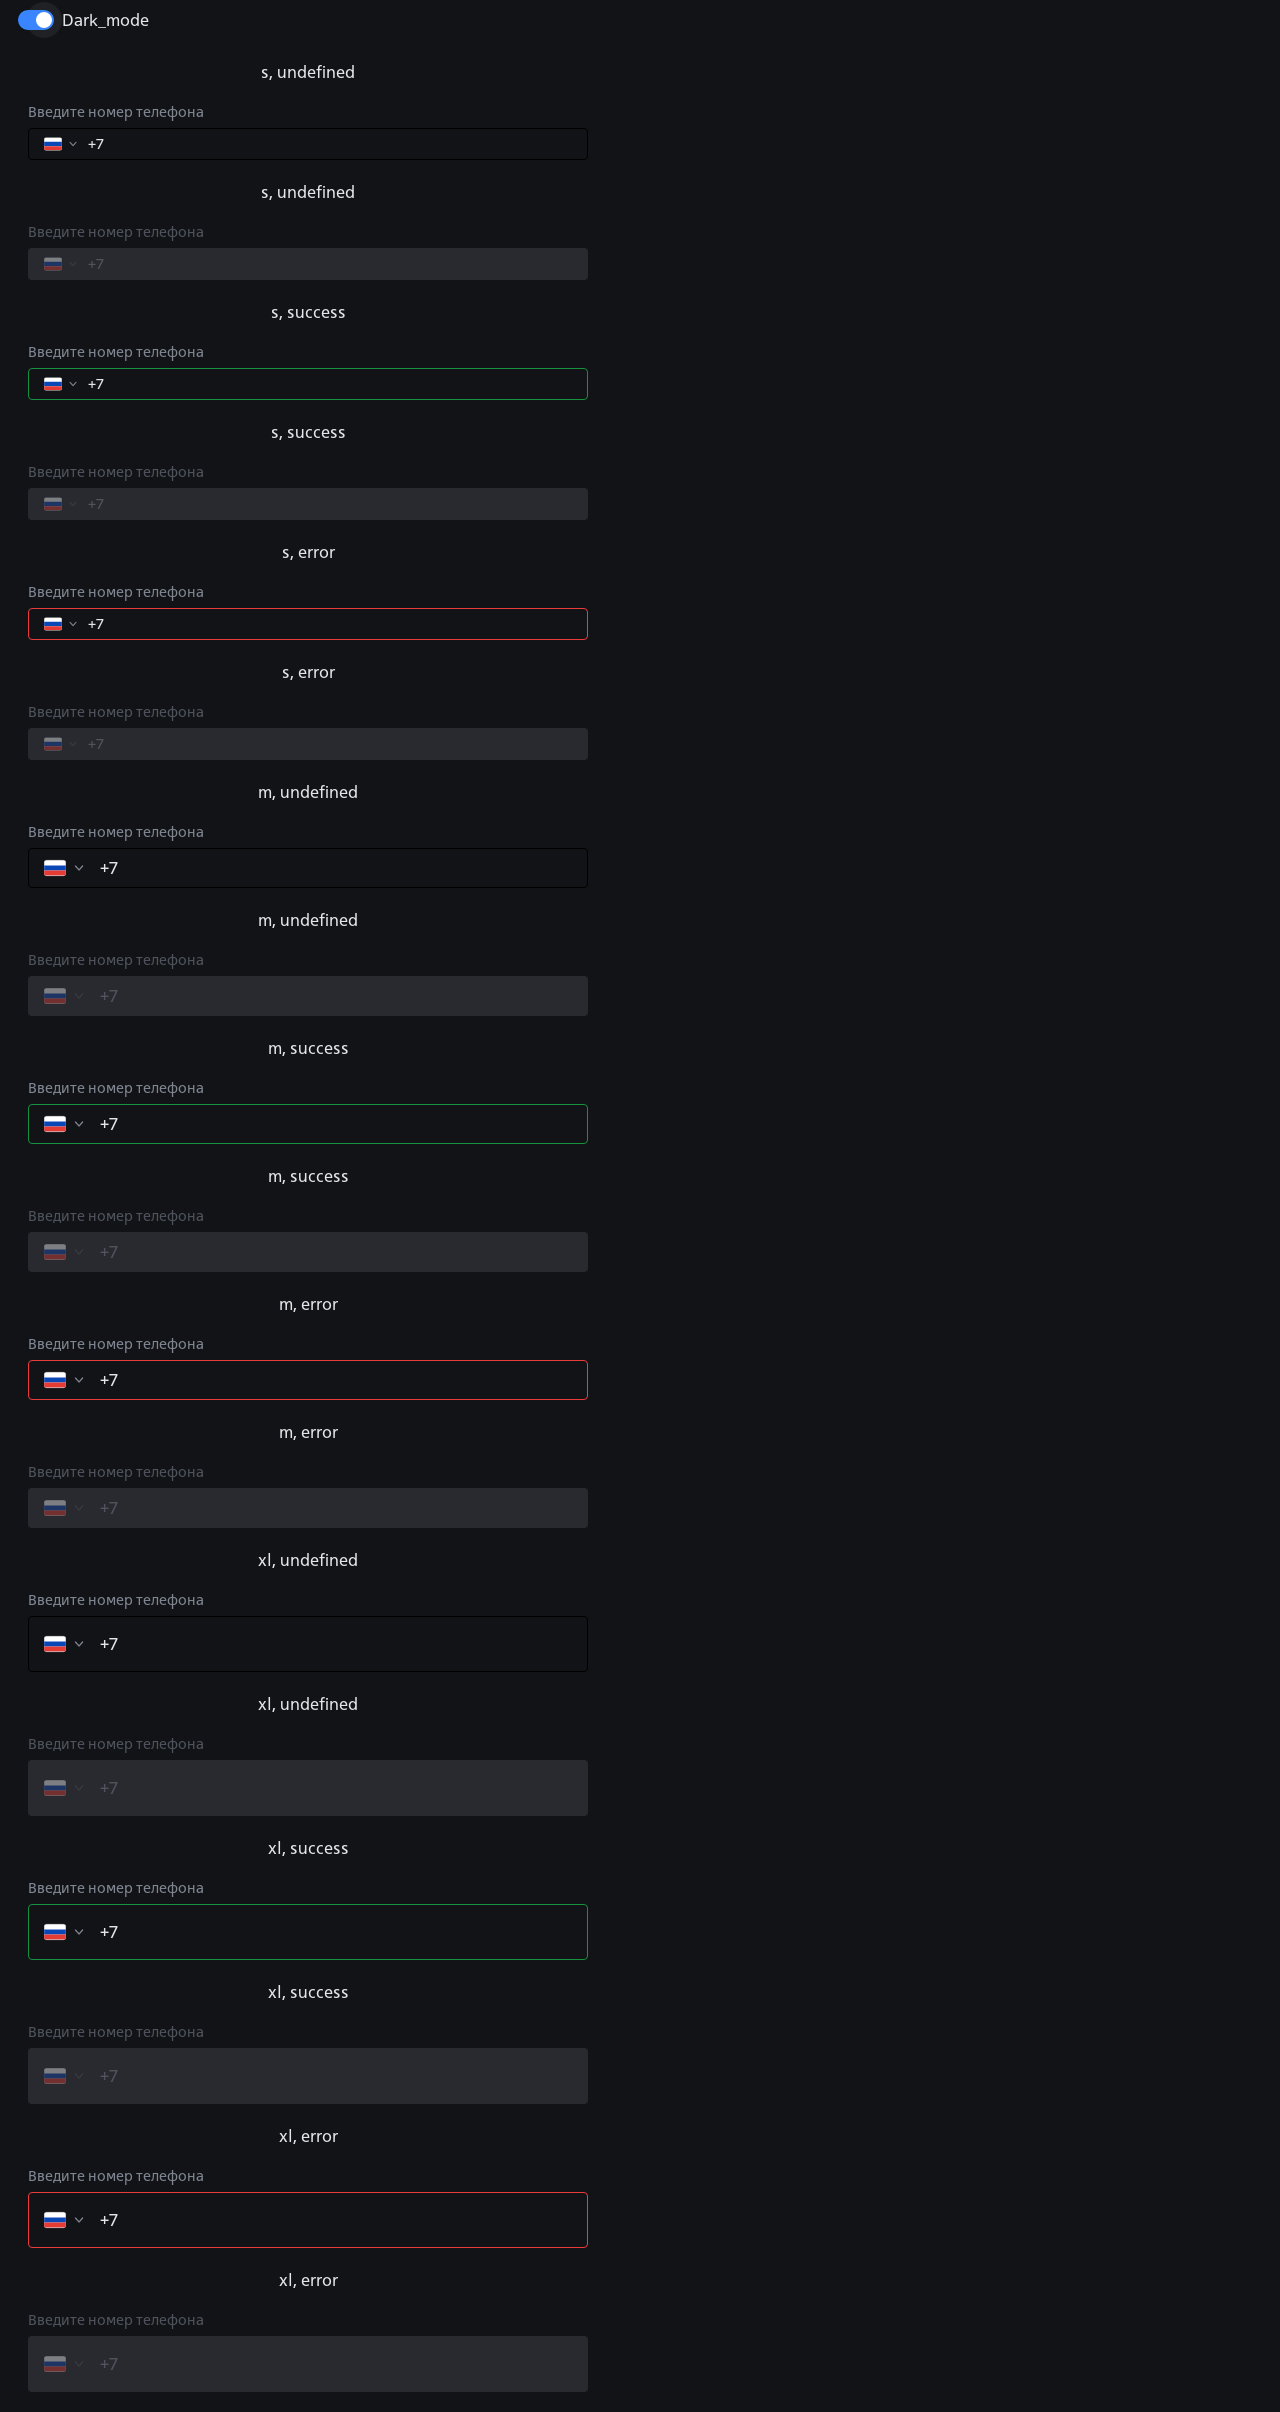 Dark_mode
s, undefined
Введите номер телефона
+7
s, undefined
Введите номер телефона
+7
s, success
Введите номер телефона
+7
s, success
Введите номер телефона
+7
s, error
Введите номер телефона
+7
s, error
Введите номер телефона
+7
m, undefined
Введите номер телефона
+7
m, undefined
Введите номер телефона
+7
m, success
Введите номер телефона
+7
m, success
Введите номер телефона
+7
m, error
Введите номер телефона
+7
m, error
Введите номер телефона
+7
xl, undefined
Введите номер телефона
+7
xl, undefined
Введите номер телефона
+7
xl, success
Введите номер телефона
+7
xl, success
Введите номер телефона
+7
xl, error
Введите номер телефона
+7
xl, error
Введите номер телефона
+7